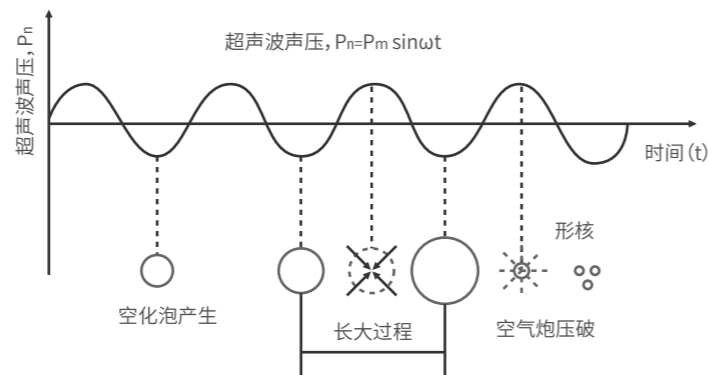 超声波声压, Pn
超声波声压, Pn=Pm sinωt
时间 (t)
形核
空化泡产生
长大过程
空气炮压破